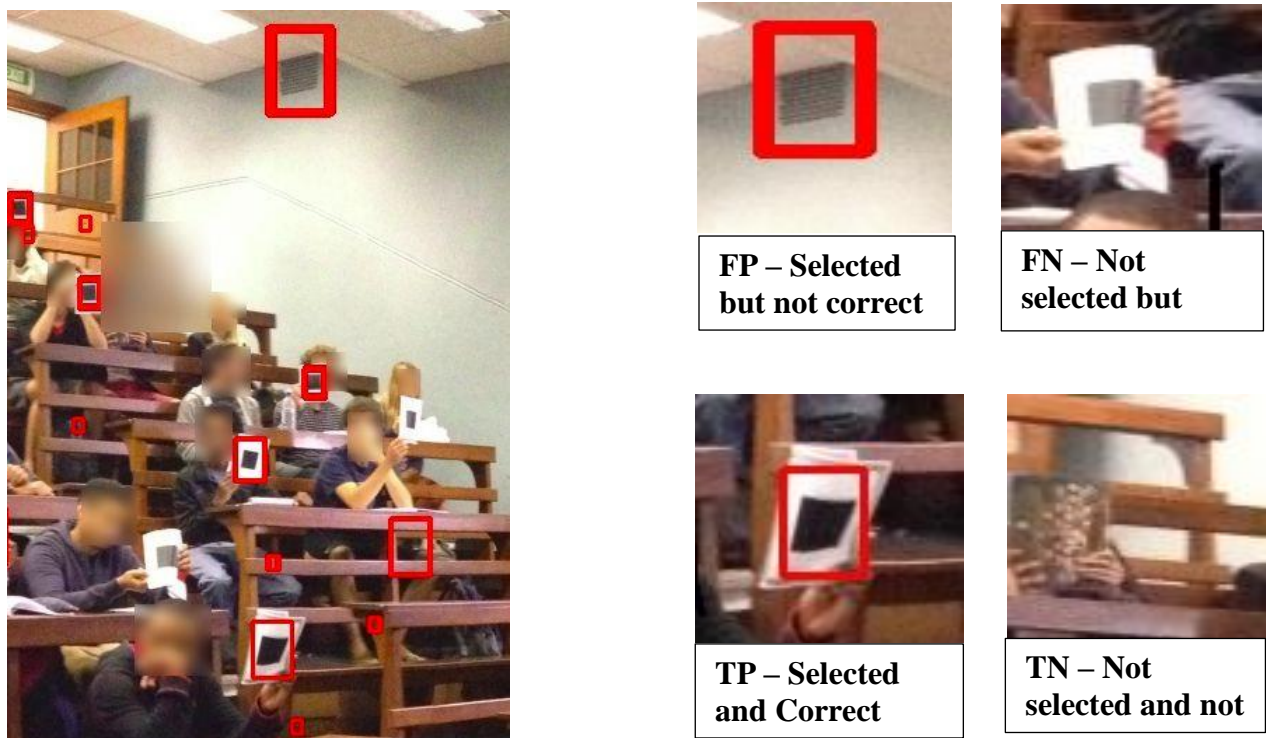 FP – Selected
but not correct
FN – Not
selected but
TP – Selected
and Correct
TN – Not
selected and not